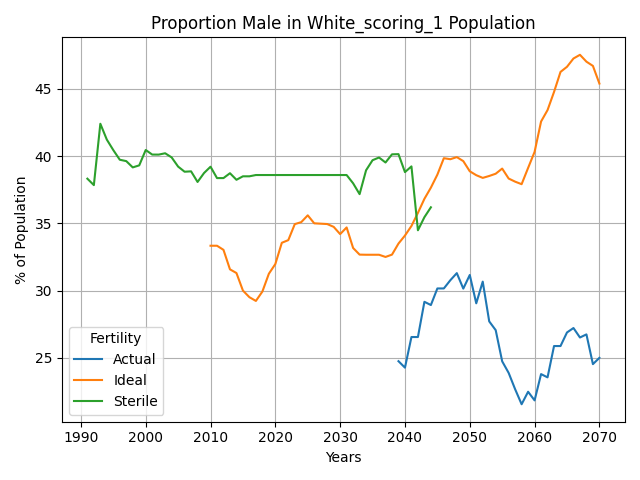 Proportion Male in White_scoring_1 Population
% of Population
45
40
35
30
25
Fertility
Actual
Ideal
Sterile
1990 2000 2010 2020 2030 2040 2050 2060 2070
Years